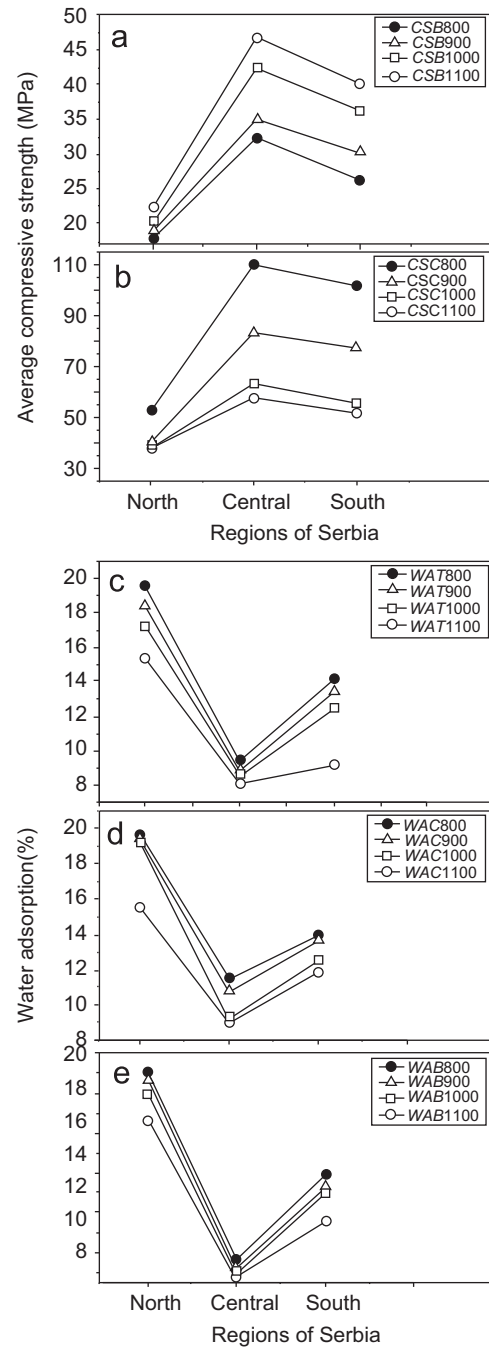 a
CSB800
CSB900
CSB1000
CSB1100
50
45
40
35
30
25
20
Average compressive strength (MPa)
b
CSC800
CSC900
CSC1000
CSC1100
110
90
70
50
30
North Central South
Regions of Serbia
c
WAT800
WAT900
WAT1000
WAT1100
20
18
16
14
12
10
8
Water adsorption(%)
d
WAC800
WAC900
WAC1000
WAC1100
20
18
16
14
12
10
8
e
WAB800
WAB900
WAB1000
WAB1100
20
18
16
14
12
10
8
North Central South
Regions of Serbia